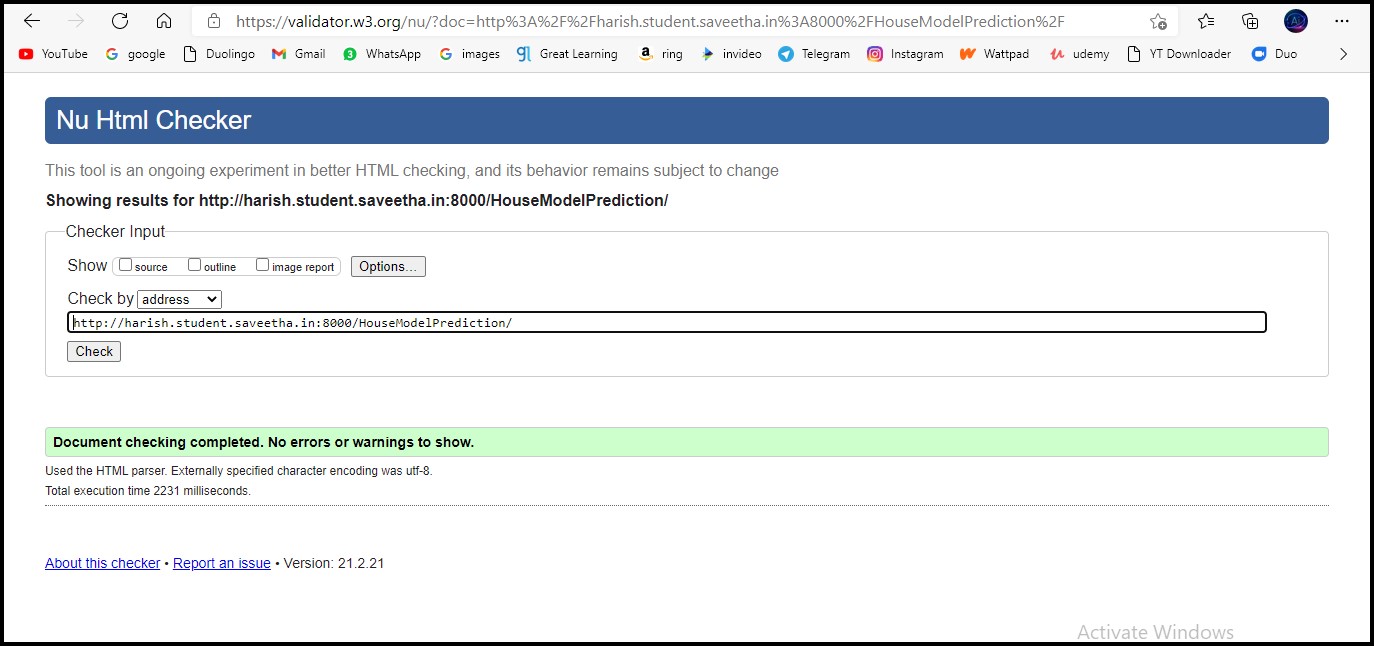 https://validator.w3.org/nu/?doc=http%3A%2F%2Fharish.student.saveetha.in%3A8000%2FHouseModelPrediction%2F
YouTube google Duolingo Gmail 3 WhatsApp images gl Great Learning a ring invideo Telegram Instagram Wattpad udemy YT Downloader Duo
Nu Html Checker
This tool is an ongoing experiment in better HTML checking, and its behavior remains subject to change
Showing results for http://harish.student.saveetha.in:8000/HouseModelPrediction/
Checker Input
Show source outline image report Options...
Check by address
http://harish.student.saveetha.in:8000/HouseModelPrediction/
Check
Document checking completed. No errors or warnings to show.
Used the HTML parser. Externally specified character encoding was utf-8.
Total execution time 2231 milliseconds.
About this checker • Report an issue • Version: 21.2.21
Activate Windows